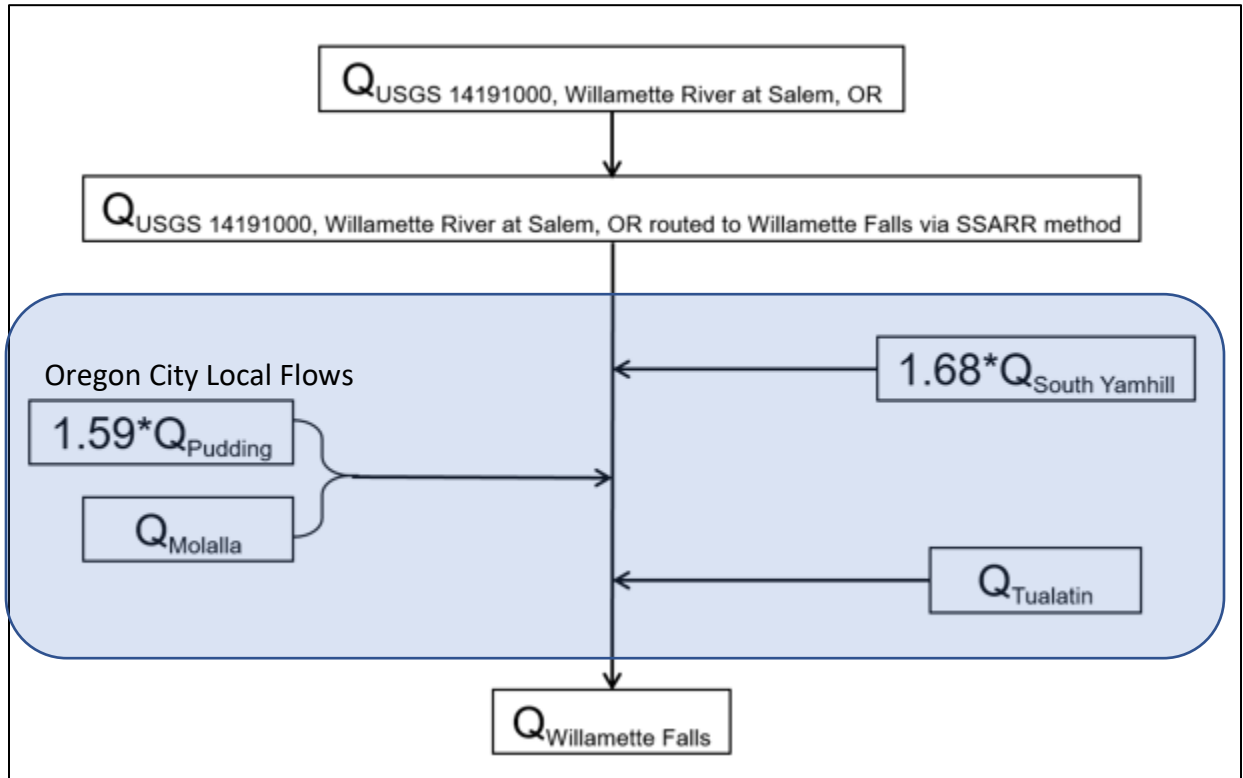 QUSGS 14191000, Willamette River at Salem, OR
QUSGS 14191000, Willamette River at Salem, OR routed to Willamette Falls via SSARR method
1.68*QSouth Yamhill
Oregon City Local Flows
1.59*QPudding
QMolalla
QTualatin
QWillamette Falls